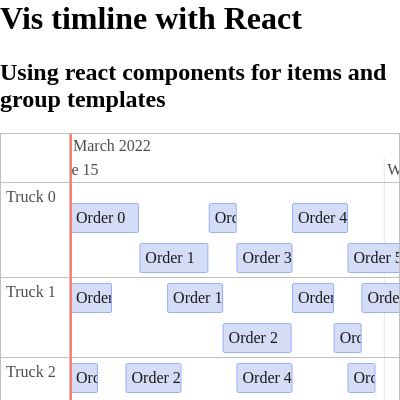 Vis timline with React
Using react components for items and
group templates
March 2022
e 15
W
Truck 0
Order 0
Ord
Order 4
Order 1
Order 3
Order 5
Truck 1
Order
Order 1
Order
Orde
Order 2
Ord
Truck 2
Ord
Order 2
Order 4
Ord